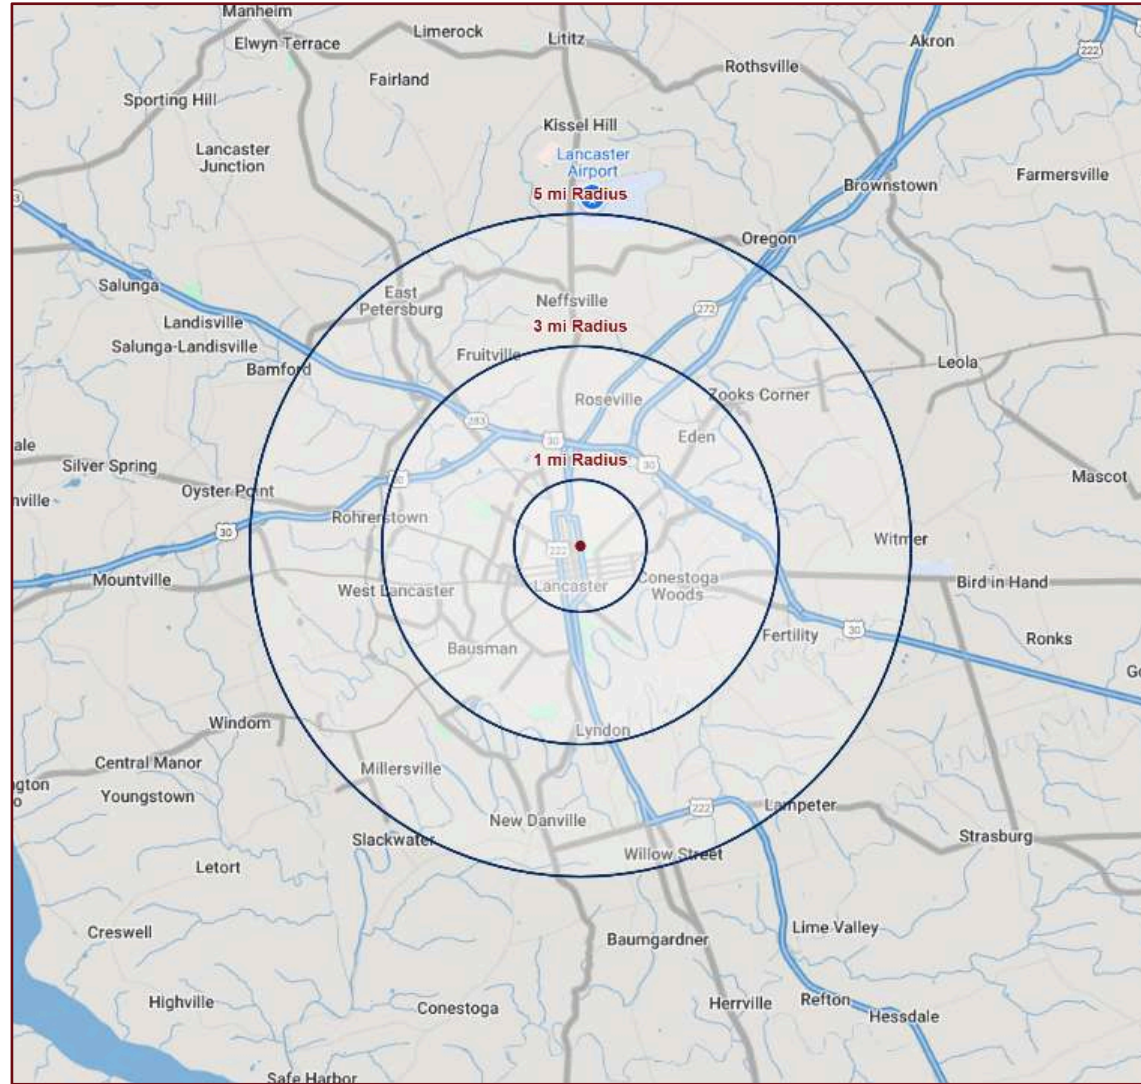 Manheim
Elwyn Terrace
Limerock
Lititz
Akron
222
Rothsville
Fairland
Sporting Hill
Kissel Hill
Lancaster
Junction
Lancaster
Airport
Farmersville
Brownstown
5 mi Radius
Oregon
Salunga
East
Petersburg
Neffsville
272
Landisville
3 mi Radius
Salunga-Landisville
Fruitville
Bamford
Leola
Roseville
Zooks Corner
283
30
Eden
ale
1 mi Radius
30
Silver Spring
Mascot
30
Oyster Point
nville
Rohrerstown
30
Witmer
222
Mountville
West Lancaster
Lancaster
Conestoga
Woods
Bird in Hand
Fertility
30
Ronks
Bausman
Windom
Lyndon
Central Manor
Millersville
Youngstown
222
Lampeter
New Danville
Slackwater
Strasburg
Willow Street
Letort
Creswell
Lime Valley
Baumgardner
Highville
Conestoga
Herrville
Refton
Hessdale
Safe Harbor